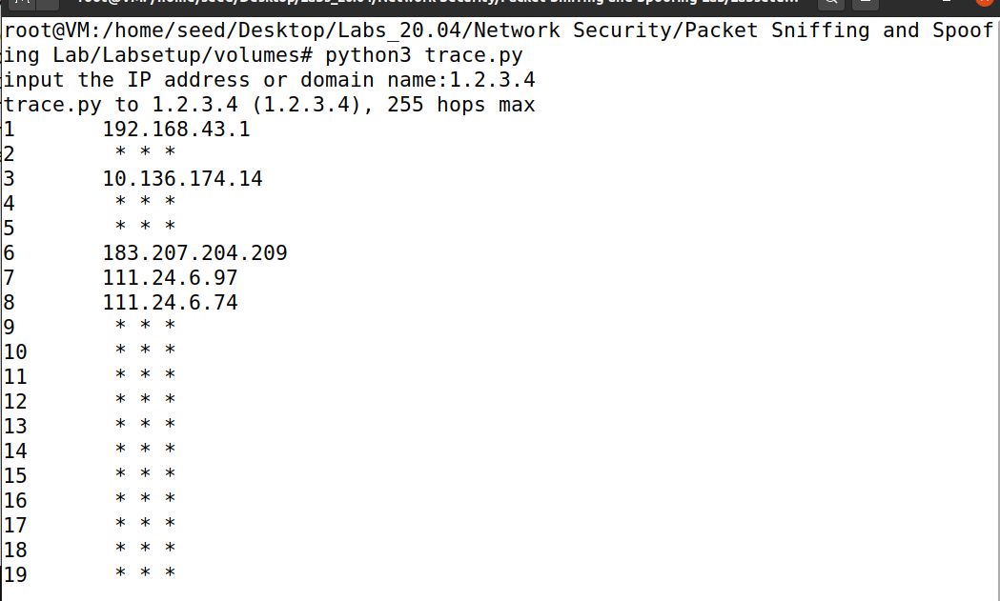 root@VM:/home/seed/Desktop/Labs_20.04/Network Security/Packet Sniffing and Spoof
ing Lab/Labsetup/volumes# python3 trace.py
input the IP address or domain name:1.2.3.4
trace.py to 1.2.3.4 (1.2.3.4), 255 hops max
1 192.168.43.1
2 * * *
3 10.136.174.14
4 * * *
5 * * *
6 183.207.204.209
7 111.24.6.97
8 111.24.6.74
9 * * *
10 * * *
11 * * *
12 * * *
13 * * *
14 * * *
15 * * *
16 * * *
17 * * *
18 * * *
19 * * *